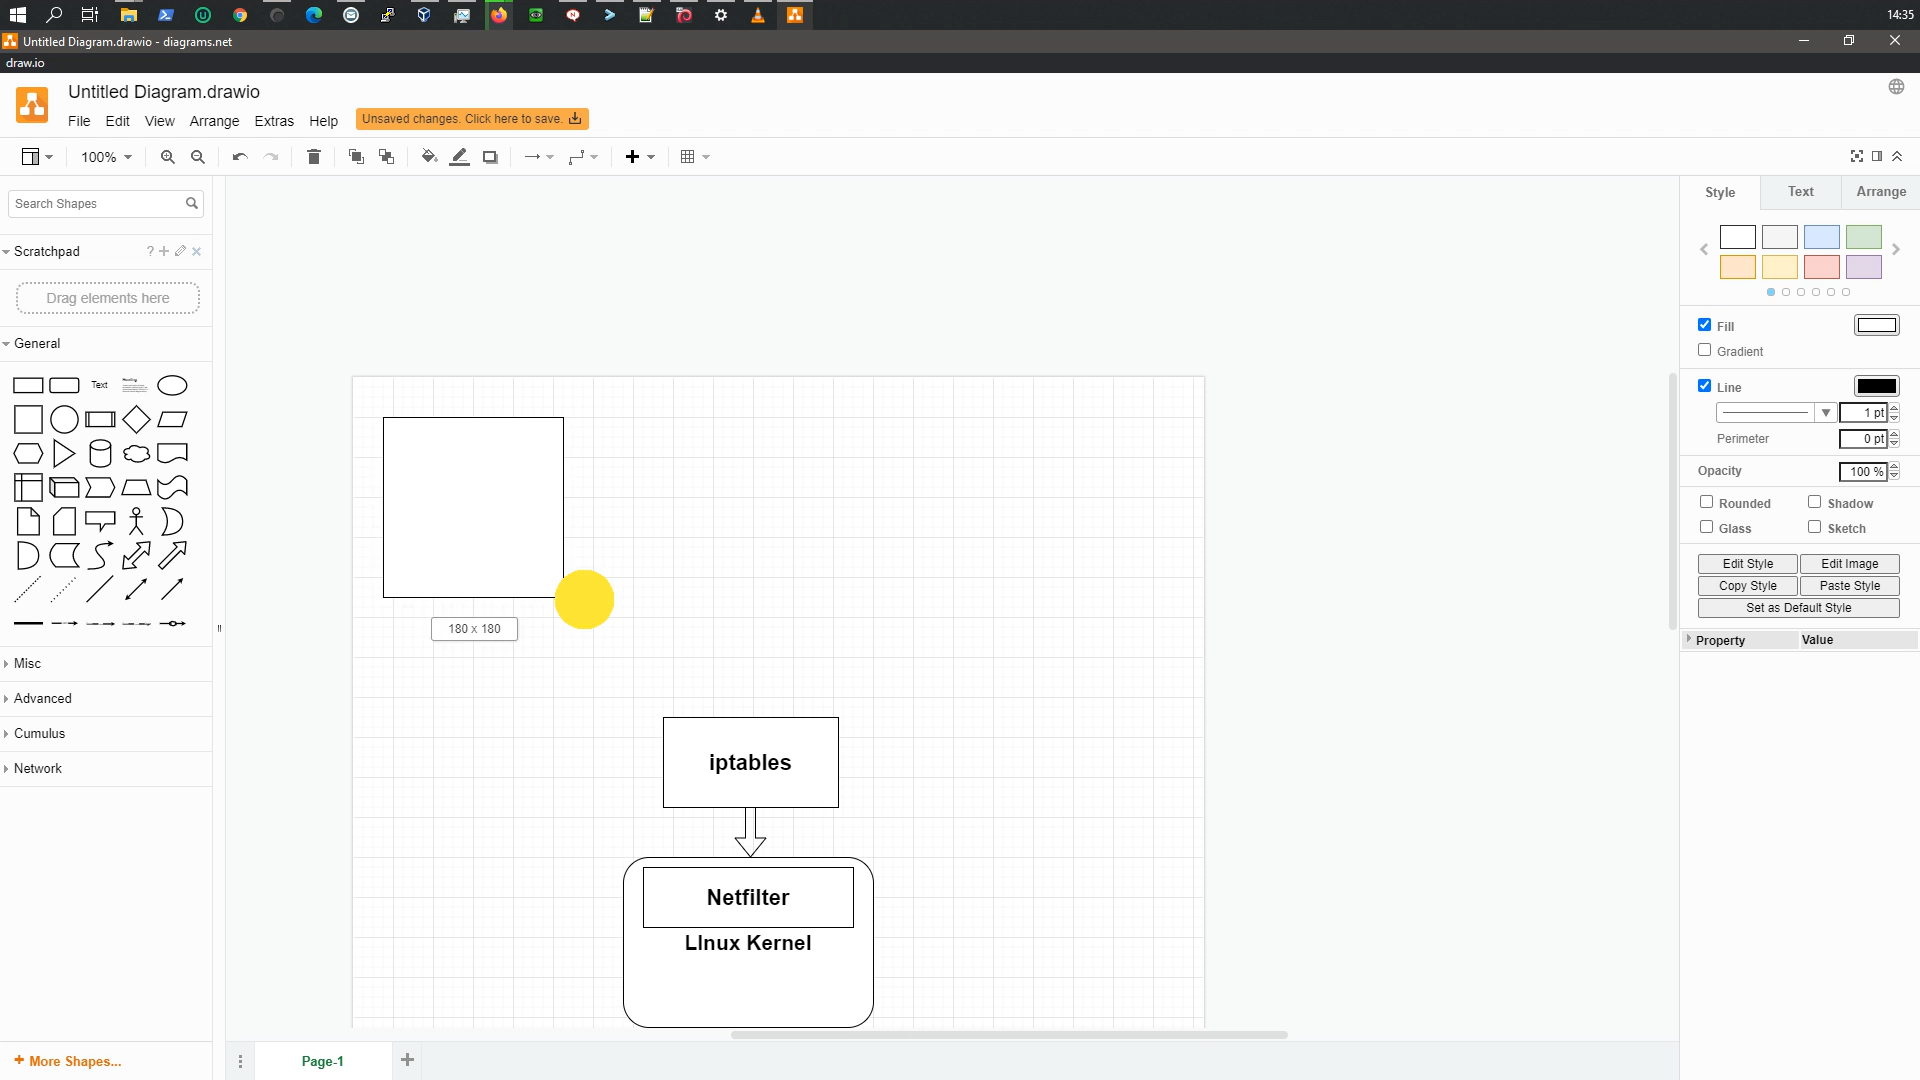 14:35
Untitled Diagram.drawio - diagrams.net
draw.io
Untitled Diagram.drawio
File Edit View Arrange Extras Help Unsaved changes. Click here to save.
100%
Search Shapes
Scratchpad ?
Drag elements here
General
Text Heading
Misc
Advanced
Cumulus
Network
+ More Shapes...
180 x 180
iptables
Netfilter
LInux Kernel
Page-1
Style Text Arrange
Fill
Gradient
Line
1 pt
Perimeter 0 pt
Opacity 100 %
Rounded Shadow
Glass Sketch
Edit Style Edit Image
Copy Style Paste Style
Set as Default Style
Property Value